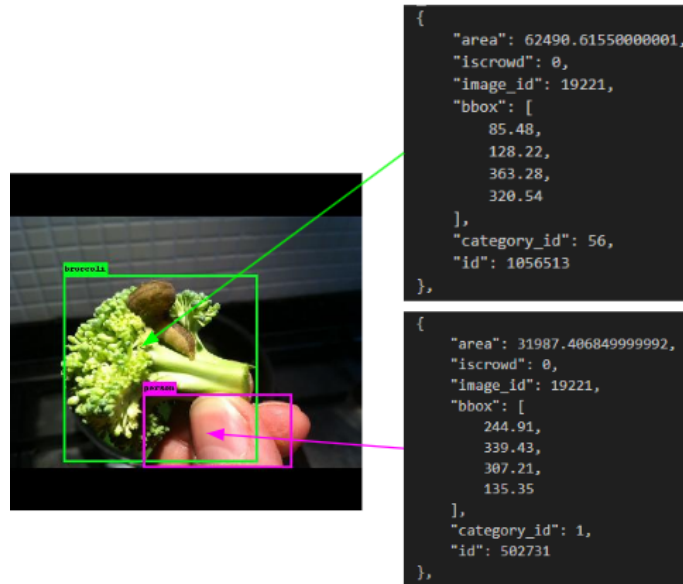 {
"area": 62490.61550000001,
"iscrowd": 0,
"image_id": 19221,
"bbox": [
85.48,
128.22,
363.28,
320.54
],
"category_id": 56,
"id": 1056513
},
broccoli
person
{
"area": 31987.406849999992,
"iscrowd": 0,
"image_id": 19221,
"bbox": [
244.91,
339.43,
307.21,
135.35
],
"category_id": 1,
"id": 502731
},